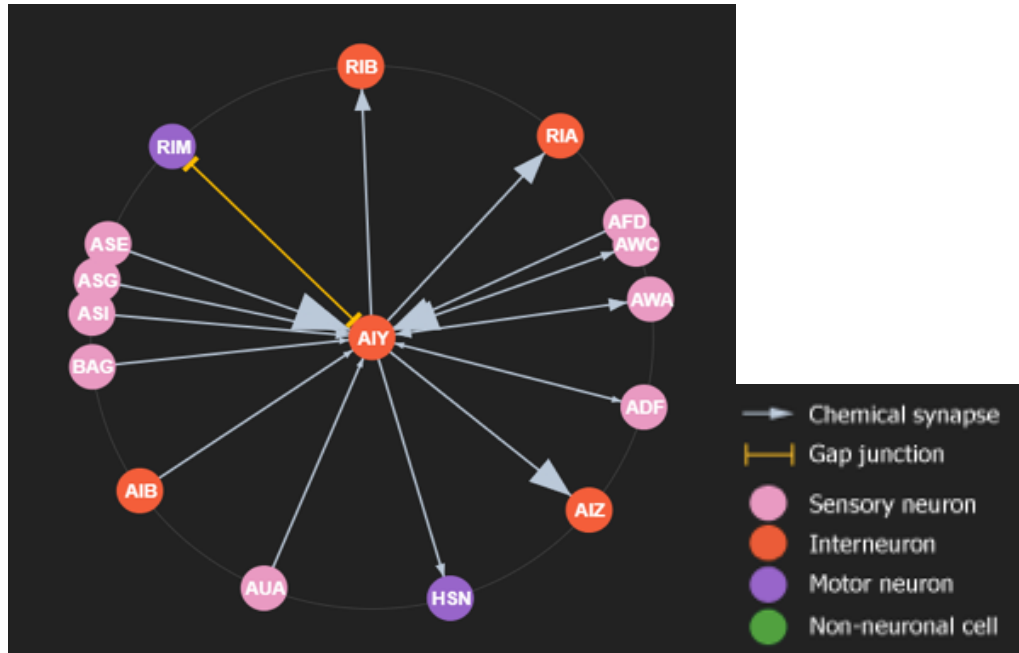 RIB
RIA
RIM
AFD
AWC
ASE
ASG
AWA
ASI
AIY
BAG
ADF
AIB
AIZ
AUA
HSN
Chemical synapse
Gap junction
Sensory neuron
Interneuron
Motor neuron
Non-neuronal cell